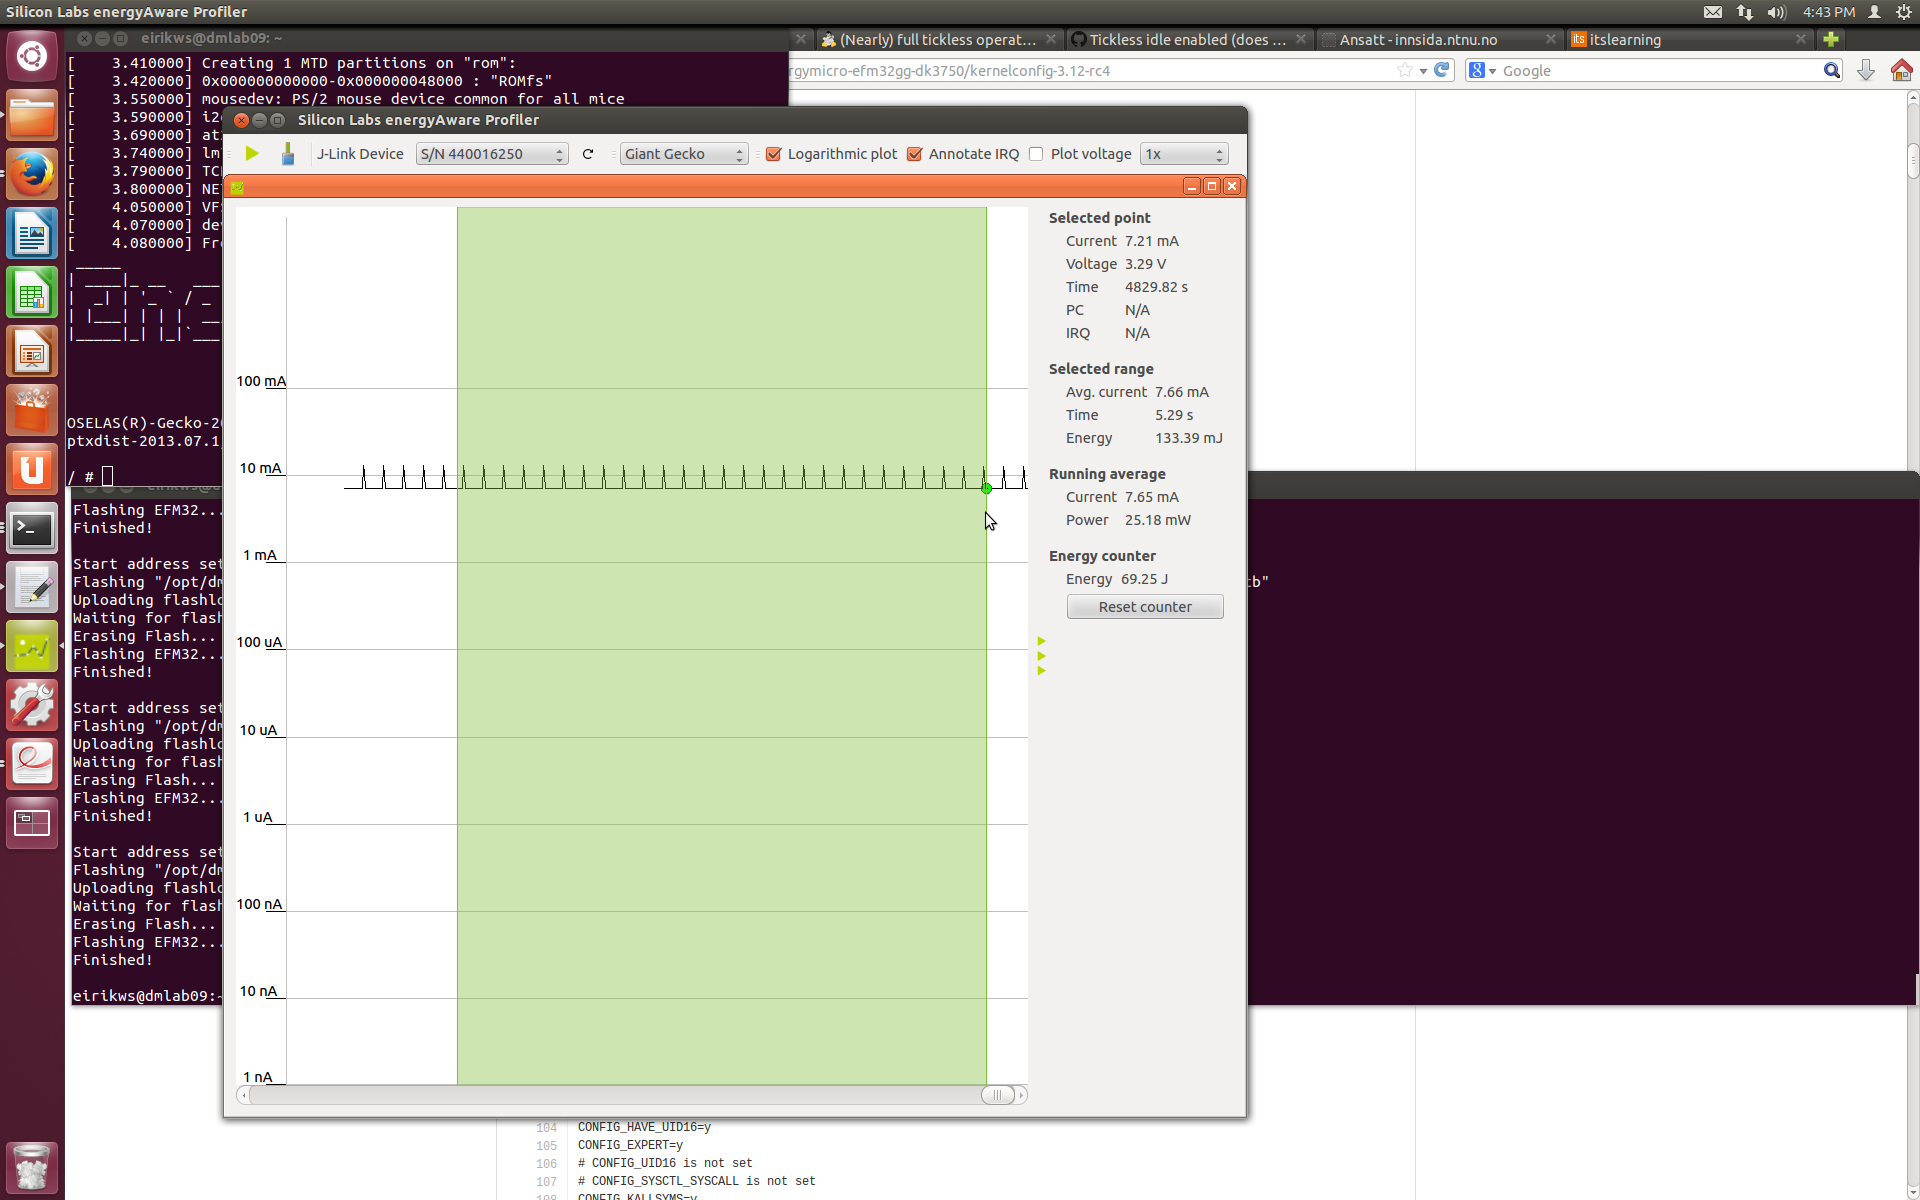 Silicon Labs energyAware Profiler
4:43 PM
eirikws@dmlab09: ~
(Nearly) full tickless operat...
Tickless idle enabled (does ...
Ansatt - innsida.ntnu.no
itslearning
rgymicro-efm32gg-dk3750/kernelconfig-3.12-rc4
Google
[    3.410000] Creating 1 MTD partitions on "rom":
[    3.420000] 0x000000000000-0x000000048000 : "ROMfs"
[    3.550000] mousedev: PS/2 mouse device common for all mice
[    3.590000] i2
[    3.690000] at
[    3.740000] lm
[    3.790000] TC
[    3.800000] NE
[    4.050000] VF
[    4.070000] de
[    4.080000] Fr
OSELAS(R)-Gecko-20
ptxdist-2013.07.1
/ #
Silicon Labs energyAware Profiler
J-Link Device
S/N 440016250
Giant Gecko
Logarithmic plot
Annotate IRQ
Plot voltage
1x
100 mA
10 mA
1 mA
100 uA
10 uA
1 uA
100 nA
10 nA
1 nA
Selected point
Current 7.21 mA
Voltage 3.29 V
Time 4829.82 s
PC N/A
IRQ N/A
Selected range
Avg. current 7.66 mA
Time 5.29 s
Energy 133.39 mJ
Running average
Current 7.65 mA
Power 25.18 mW
Energy counter
Energy 69.25 J
Reset counter
Flashing EFM32...
Finished!
Start address set
Flashing "/opt/dm
tb"
Uploading flashlo
Waiting for flash
Erasing Flash...
Flashing EFM32...
Finished!
Start address set
Flashing "/opt/dm
Uploading flashlo
Waiting for flash
Erasing Flash...
Flashing EFM32...
Finished!
Start address set
Flashing "/opt/dm
Uploading flashlo
Waiting for flash
Erasing Flash...
Flashing EFM32...
Finished!
eirikws@dmlab09:~
104 CONFIG_HAVE_UID16=y
105 CONFIG_EXPERT=y
106 # CONFIG_UID16 is not set
107 # CONFIG_SYSCTL_SYSCALL is not set
108 CONFIG_KALLSYMS=y